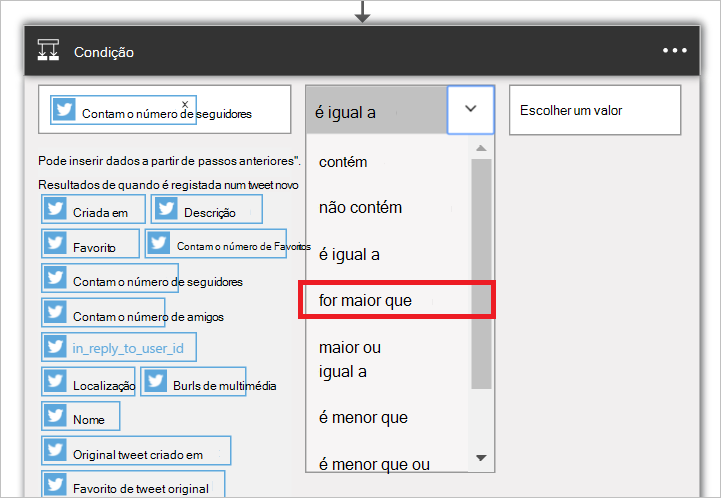 Condição
Contam o número de seguidores
x
é igual a
Escolher um valor
Pode inserir dados a partir de passos anteriores".
Resultados de quando é registada num tweet novo
Criada em
Descrição
Favorito
Contam o número de Favoritos
Contam o número de seguidores
Contam o número de amigos
in_reply_to_user_id
Localização
Burls de multimédia
Nome
Original tweet criado em
Favorito de tweet original
contém
não contém
é igual a
for maior que
maior ou
igual a
é menor que
é menor que ou